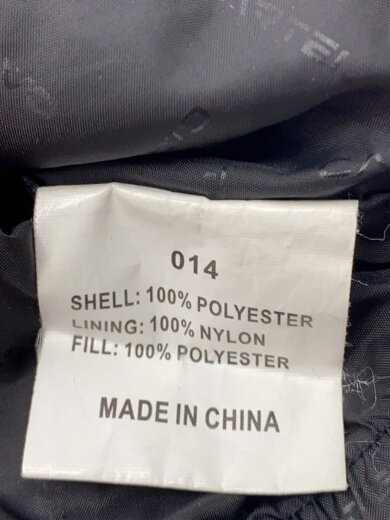 014
SHELL: 100% POLYESTER
LINING: 100% NYLON
FILL: 100% POLYESTER
MADE IN CHINA